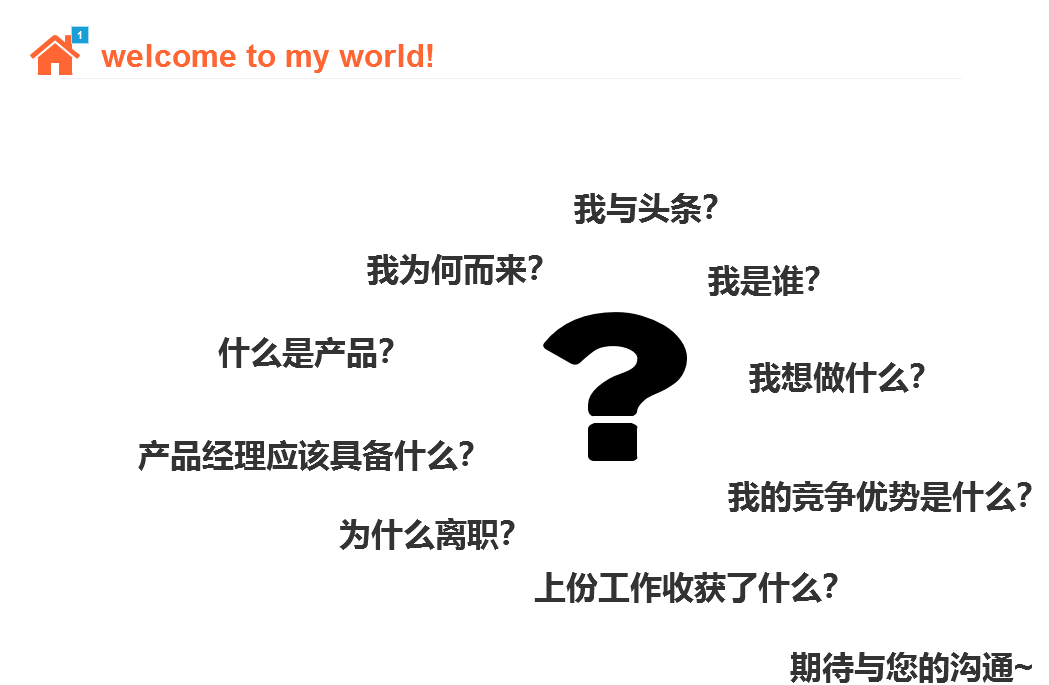 1
welcome to my world!
我与头条?
我为何而来?
我是谁?
什么是产品?
我想做什么?
产品经理应该具备什么?
我的竞争优势是什么?
为什么离职?
上份工作收获了什么?
期待与您的沟通~